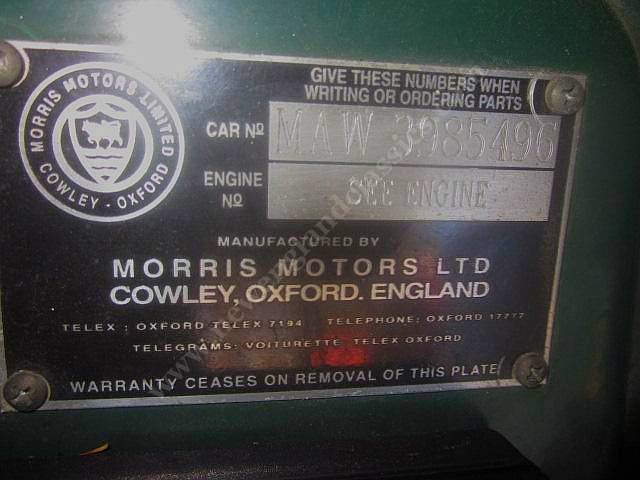 GIVE THESE NUMBERS WHEN
WRITING OR ORDERING PARTS
MORRIS MOTORS LIMITED
COWLEY - OXFORD
CAR Nº MAW 3985496
ENGINE Nº SEE ENGINE
MANUFACTURED BY
MORRIS MOTORS LTD
COWLEY, OXFORD. ENGLAND
TELEX : OXFORD TELEX 7194 TELEPHONE: OXFORD 17777
TELEGRAMS: VOITURETTE, TELEX OXFORD
WARRANTY CEASES ON REMOVAL OF THIS PLATE